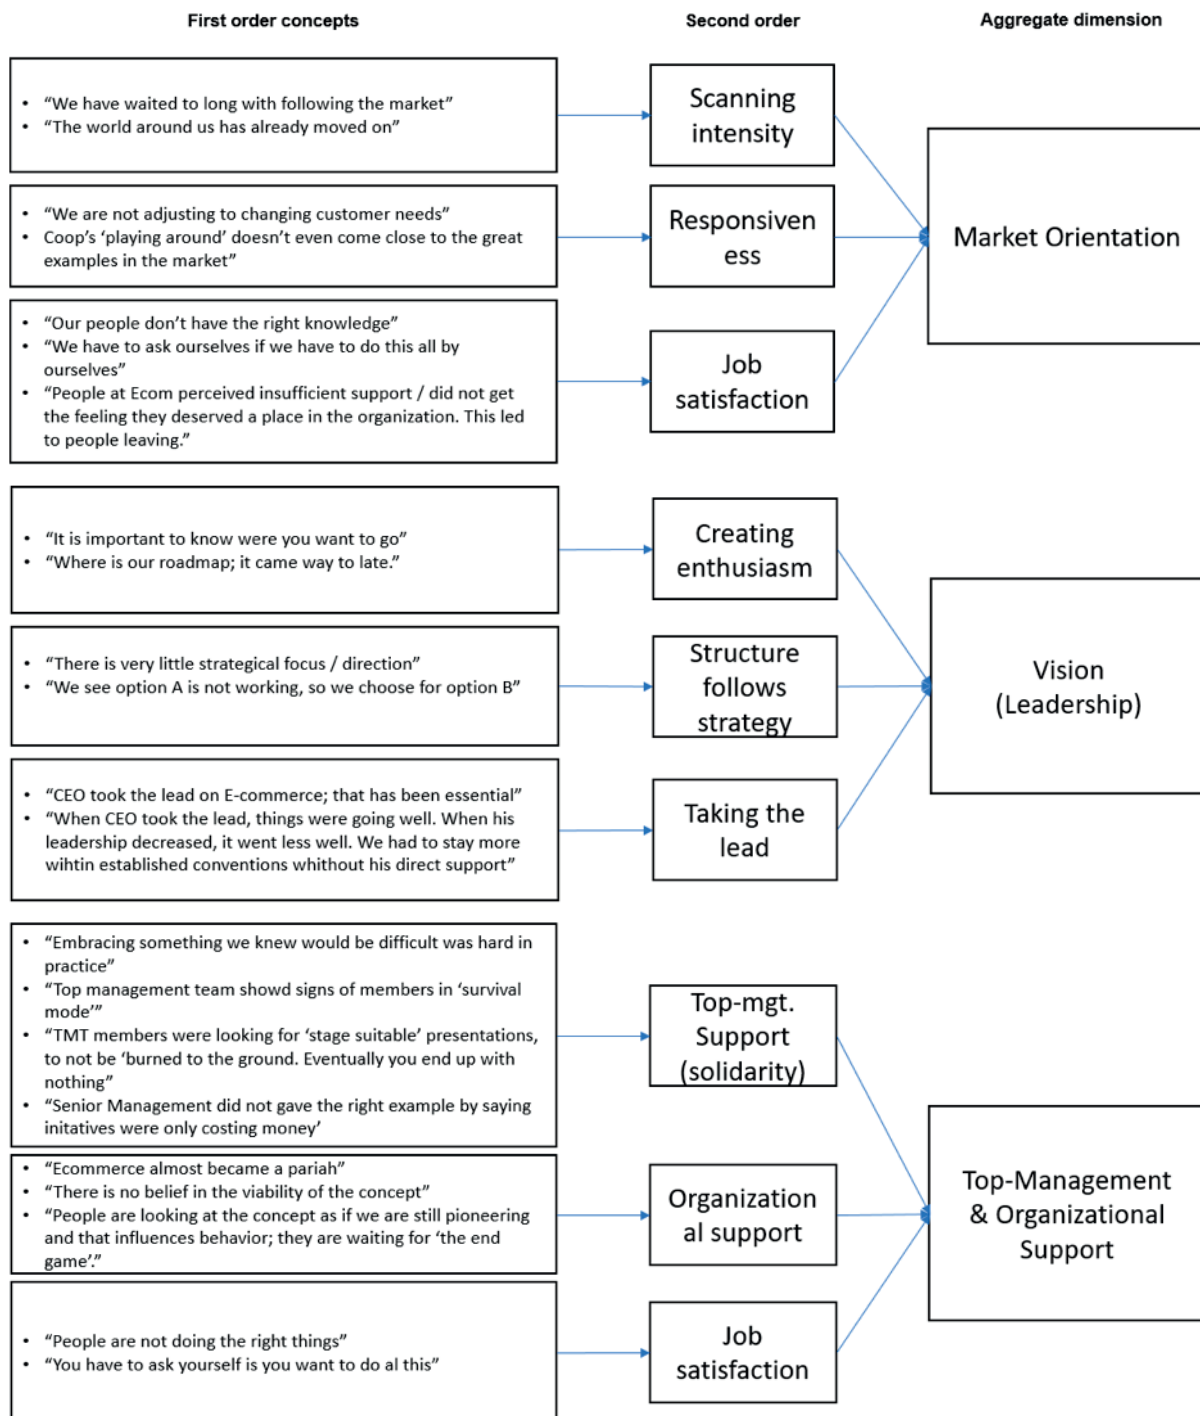 First order concepts
Second order
Aggregate dimension
• “We have waited to long with following the market”
• “The world around us has already moved on”
Scanning
intensity
• “We are not adjusting to changing customer needs”
• Coop’s ‘playing around’ doesn’t even come close to the great
examples in the market”
Responsiven
ess
• “Our people don’t have the right knowledge”
• “We have to ask ourselves if we have to do this all by
ourselves”
• “People at Ecom perceived insufficient support / did not get
the feeling they deserved a place in the organization. This led
to people leaving.”
Job
satisfaction
Market Orientation
• “It is important to know were you want to go”
• “Where is our roadmap; it came way to late.”
Creating
enthusiasm
• “There is very little strategical focus / direction”
• “We see option A is not working, so we choose for option B”
Structure
follows
strategy
• “CEO took the lead on E-commerce; that has been essential”
• “When CEO took the lead, things were going well. When his
leadership decreased, it went less well. We had to stay more
wihtin established conventions whithout his direct support”
Taking the
lead
Vision
(Leadership)
• “Embracing something we knew would be difficult was hard in
practice”
• “Top management team showd signs of members in ‘survival
mode’”
• “TMT members were looking for ‘stage suitable’ presentations,
to not be ‘burned to the ground. Eventually you end up with
nothing”
• “Senior Management did not gave the right example by saying
initatives were only costing money’
Top-mgt.
Support
(solidarity)
• “Ecommerce almost became a pariah”
• “There is no belief in the viability of the concept”
• “People are looking at the concept as if we are still pioneering
and that influences behavior; they are waiting for ‘the end
game’.”
Organization
al support
• “People are not doing the right things”
• “You have to ask yourself is you want to do al this”
Job
satisfaction
Top-Management
& Organizational
Support